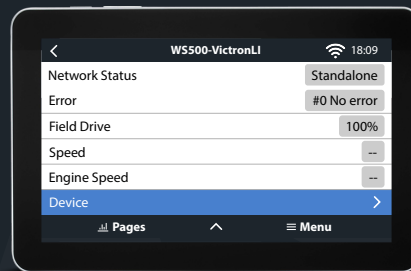 WS500-VictronLI 18:09
Network Status Standalone
Error #0 No error
Field Drive 100%
Speed --
Engine Speed --
Device
Pages Menu